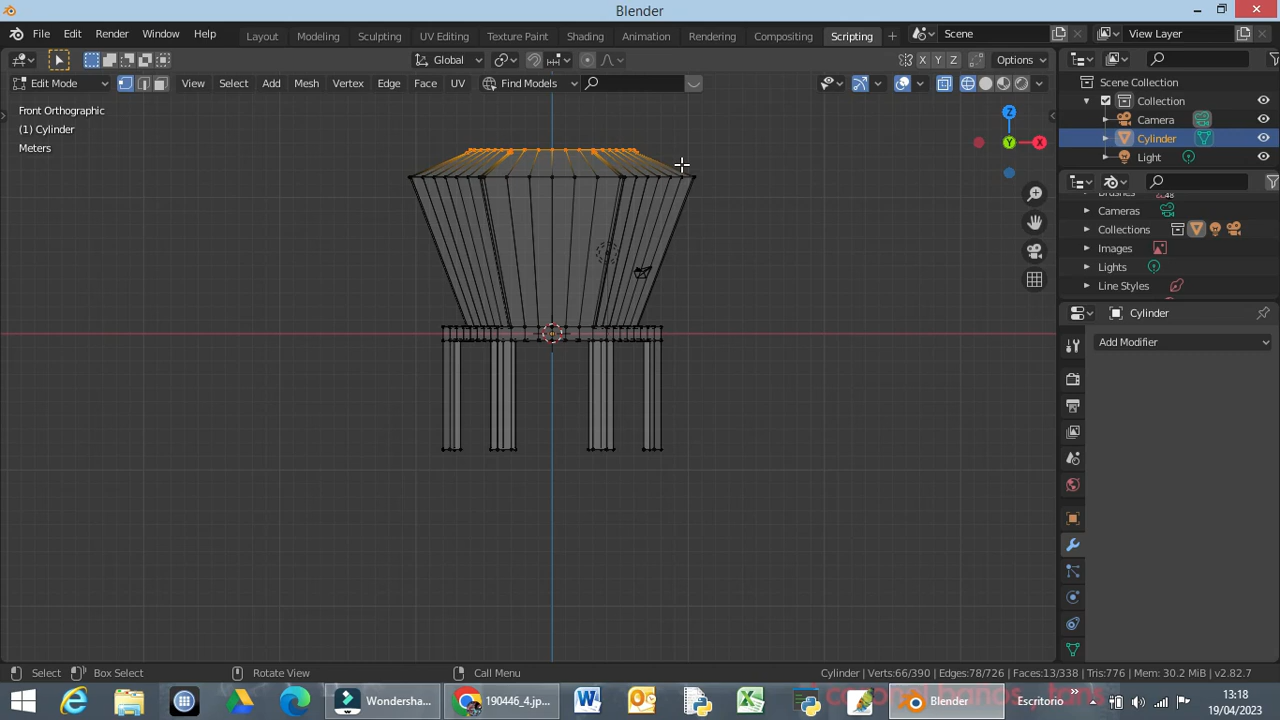 Blender
File Edit Render Window Help Layout Modeling Sculpting UV Editing Texture Paint Shading Animation Rendering Compositing Scripting Scene View Layer
Global X Y Z Options
Edit Mode View Select Add Mesh Vertex Edge Face UV Find Models
Scene Collection
Front Orthographic
(1) Cylinder
Meters
Collection
Camera
Cylinder
Light
Z
Y X
Brushes 48
Cameras
Collections
Images
Lights
Line Styles
Cylinder
Add Modifier
Select Box Select Rotate View Call Menu Cylinder | Verts:66/390 | Edges:78/726 | Faces:13/338 | Tris:776 | Mem: 30.2 MiB | v2.82.7
Wondersha... 190446_4.jp... Blender Escritorio 13:18
19/04/2023